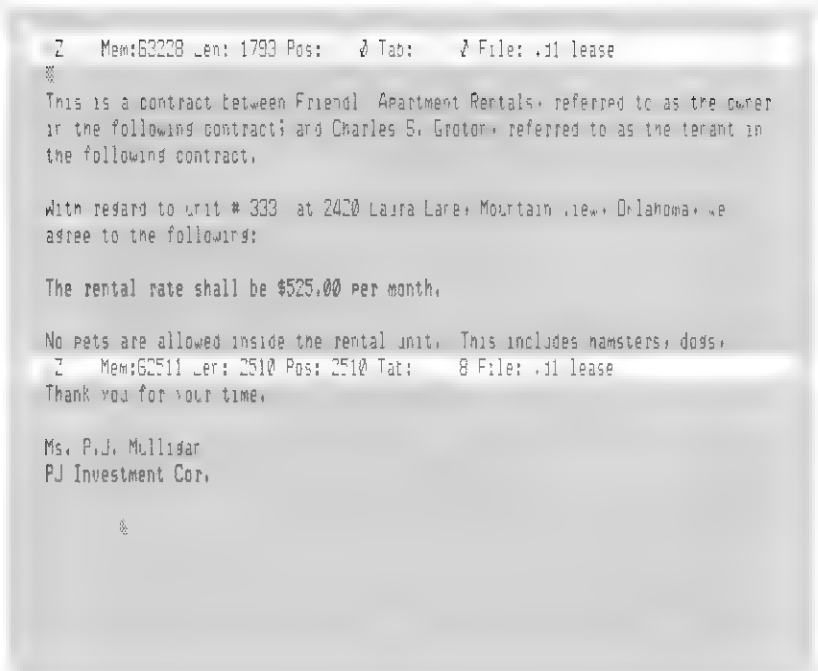 Z Mem:63228 Len: 1793 Pos: 0 Tab: 0 File: .d1 lease
This is a contract between Friendly Apartment Rentals, referred to as the owner
in the following contract; and Charles S. Groton, referred to as the tenant in
the following contract.
With regard to unit # 333 at 2420 Laura Lane, Mountain View, Oklahoma, we
agree to the following:
The rental rate shall be $525.00 per month.
No pets are allowed inside the rental unit. This includes hamsters, dogs,
Z Mem:62511 Len: 2510 Pos: 2510 Tab: 8 File: .d1 lease
Thank you for your time.
Ms. P.J. Mulligan
PJ Investment Cor.